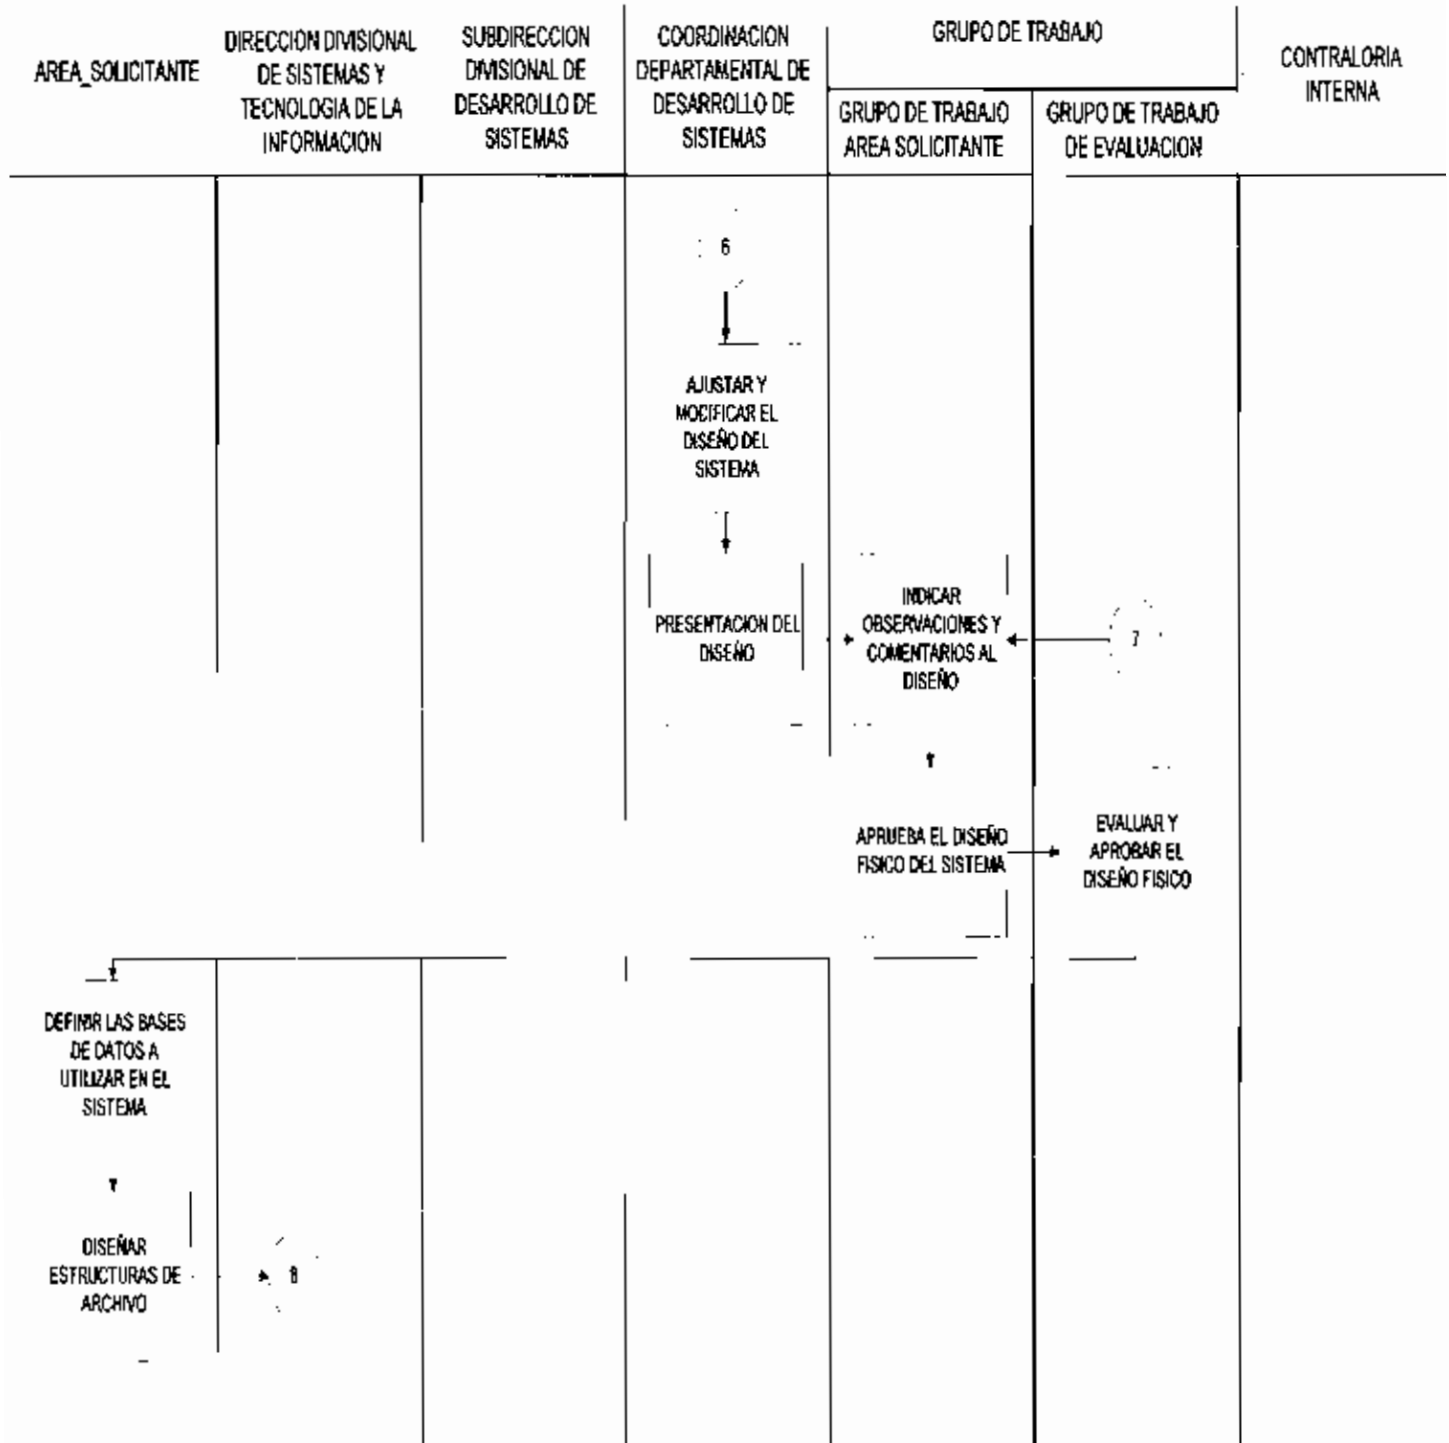 AREA_SOLICITANTE
DIRECCION DIVISIONAL
DE SISTEMAS Y
TECNOLOGIA DE LA
INFORMACION
SUBDIRECCION
DIVISIONAL DE
DESARROLLO DE
SISTEMAS
COORDINACION
DEPARTAMENTAL DE
DESARROLLO DE
SISTEMAS
GRUPO DE TRABAJO
GRUPO DE TRABAJO
AREA SOLICITANTE
GRUPO DE TRABAJO
DE EVALUACION
CONTRALORIA
INTERNA
6
AJUSTAR Y
MODIFICAR EL
DISEÑO DEL
SISTEMA
PRESENTACION DEL
DISEÑO
INDICAR
OBSERVACIONES Y
COMENTARIOS AL
DISEÑO
7
APRUEBA EL DISEÑO
FISICO DEL SISTEMA
EVALUAR Y
APROBAR EL
DISEÑO FISICO
DEFINIR LAS BASES
DE DATOS A
UTILIZAR EN EL
SISTEMA
DISEÑAR
ESTRUCTURAS DE
ARCHIVO
8